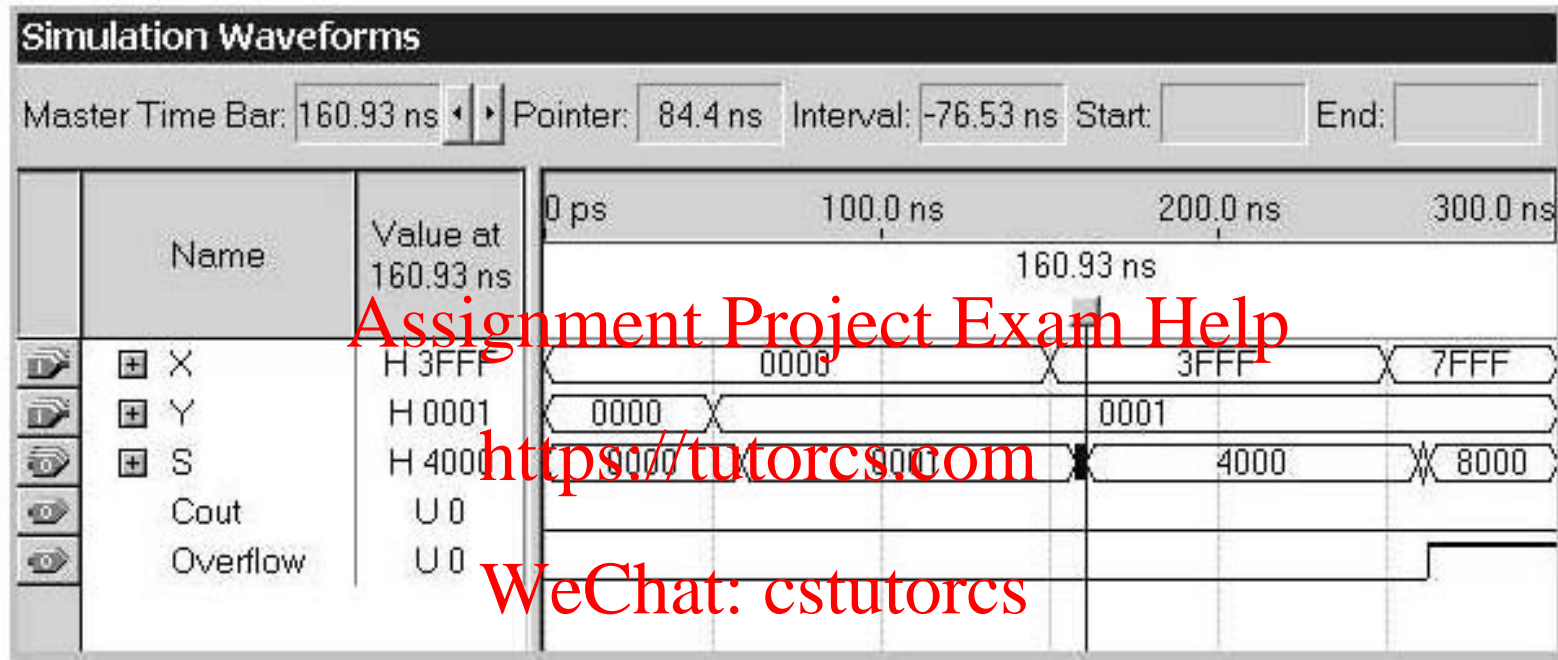 Simulation Waveforms
Master Time Bar: 160.93 ns Pointer: 84.4 ns Interval: -76.53 ns Start: End:
Name Value at 160.93 ns 0 ps 100.0 ns 200.0 ns 300.0 ns
160.93 ns
Assignment Project Exam Help
X H 3FFF 0000 3FFF 7FFF
Y H 0001 0000 0001
S H 4000 0000 0001 4000 8000
https://tutorcs.com
Cout U 0
Overflow U 0
WeChat: cstutorcs